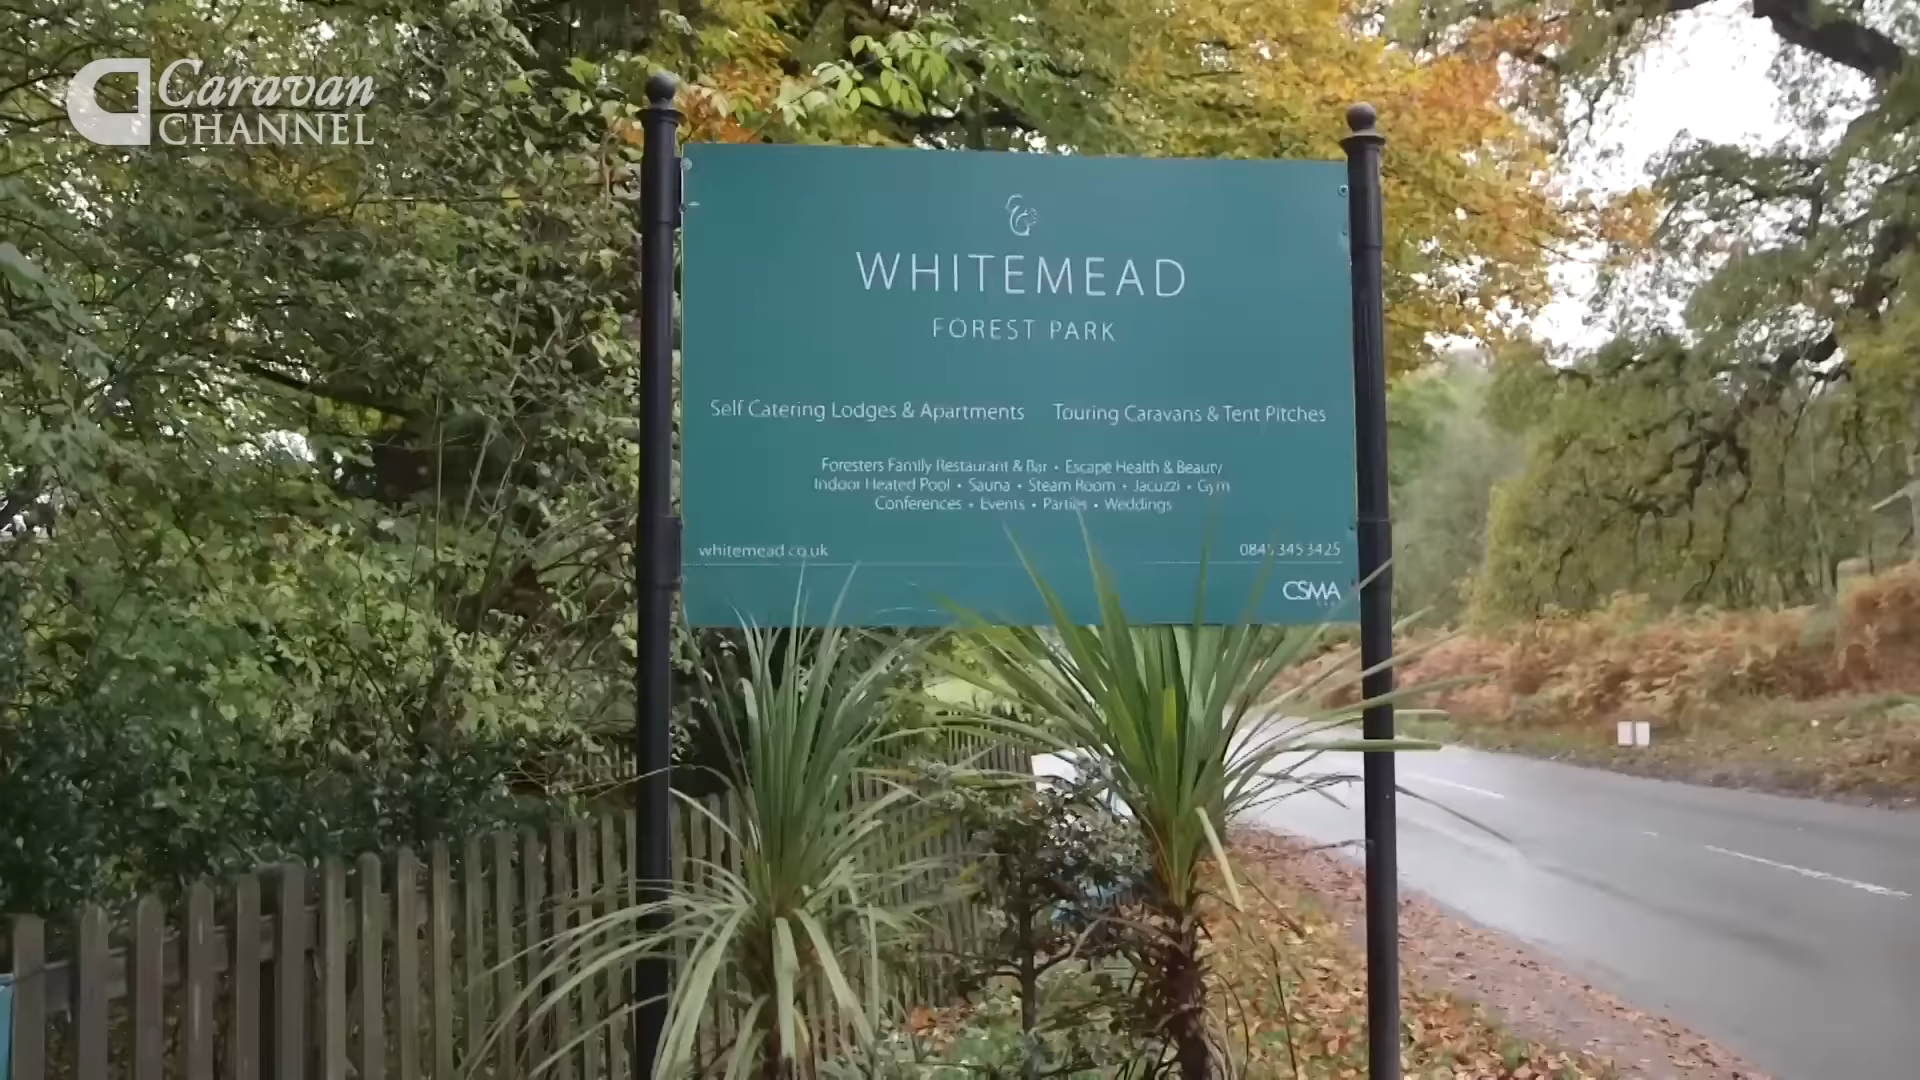 Caravan
CHANNEL
WHITEMEAD
FOREST PARK
Self Catering Lodges & Apartments Touring Caravans & Tent Pitches
Foresters Family Restaurant & Bar • Escape Health & Beauty
Indoor Heated Pool • Sauna • Steam Room • Jacuzzi • Gym
Conferences • Events • Parties • Weddings
whitemead.co.uk 0845 345 3425
CSMA